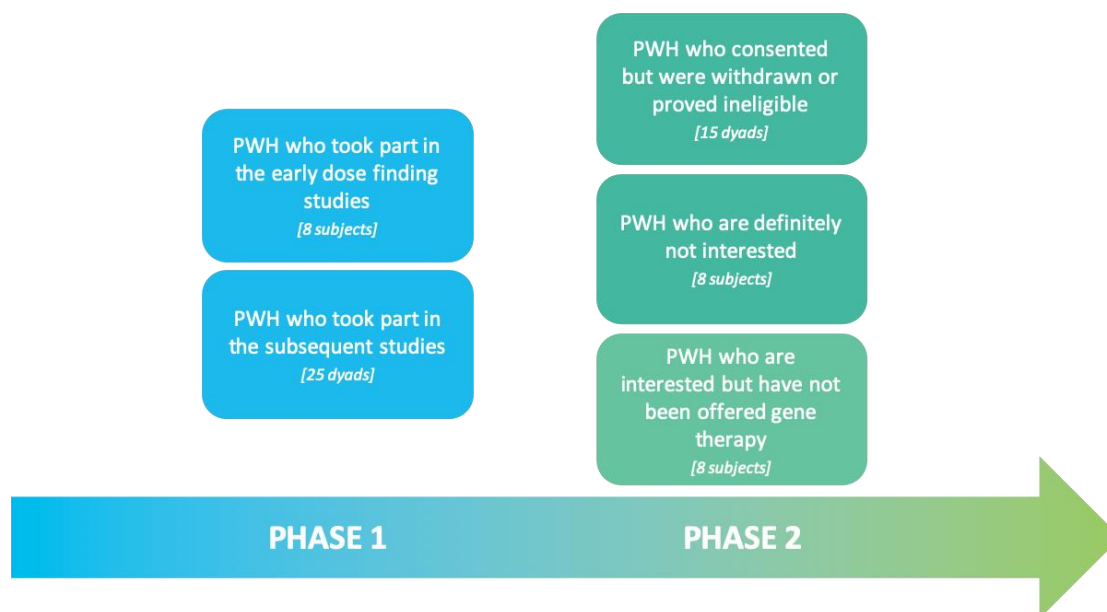 PWH who took part in
the early dose finding
studies
[8 subjects]
PWH who took part in
the subsequent studies
[25 dyads]
PWH who consented
but were withdrawn or
proved ineligible
[15 dyads]
PWH who are definitely
not interested
[8 subjects]
PWH who are
interested but have not
been offered gene
therapy
[8 subjects]
PHASE 1
PHASE 2